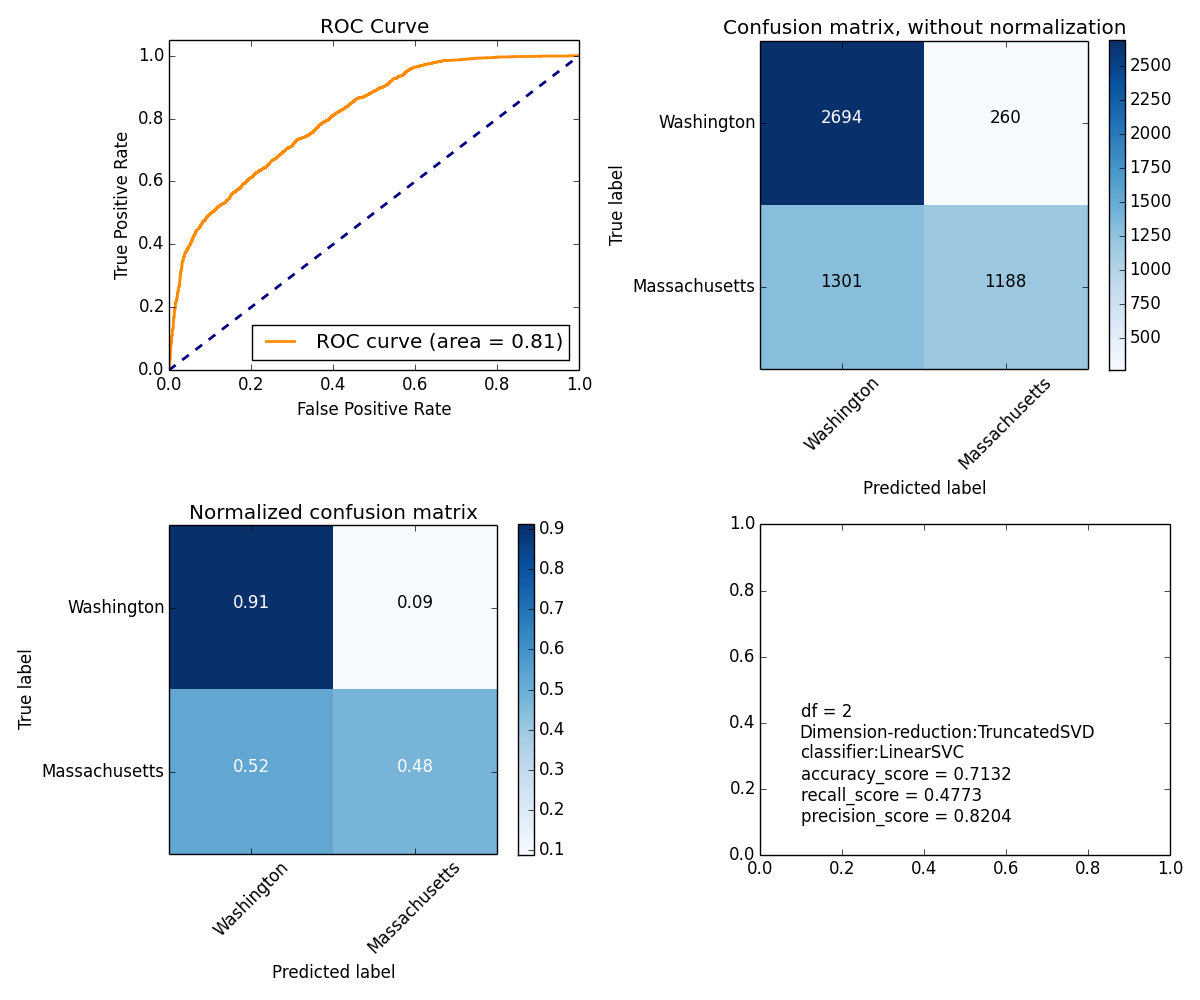 ROC Curve
True Positive Rate
1.0
0.8
0.6
0.4
0.2
0.0
ROC curve (area = 0.81)
0.0 0.2 0.4 0.6 0.8 1.0
False Positive Rate
Confusion matrix, without normalization
True label
Washington
2694 260
Massachusetts
1301 1188
Washington Massachusetts
Predicted label
2500
2250
2000
1750
1500
1250
1000
750
500
Normalized confusion matrix
True label
Washington
0.91 0.09
Massachusetts
0.52 0.48
Washington Massachusetts
Predicted label
0.9
0.8
0.7
0.6
0.5
0.4
0.3
0.2
0.1
1.0
0.8
0.6
0.4
0.2
0.0
df = 2
Dimension-reduction:TruncatedSVD
classifier:LinearSVC
accuracy_score = 0.7132
recall_score = 0.4773
precision_score = 0.8204
0.0 0.2 0.4 0.6 0.8 1.0